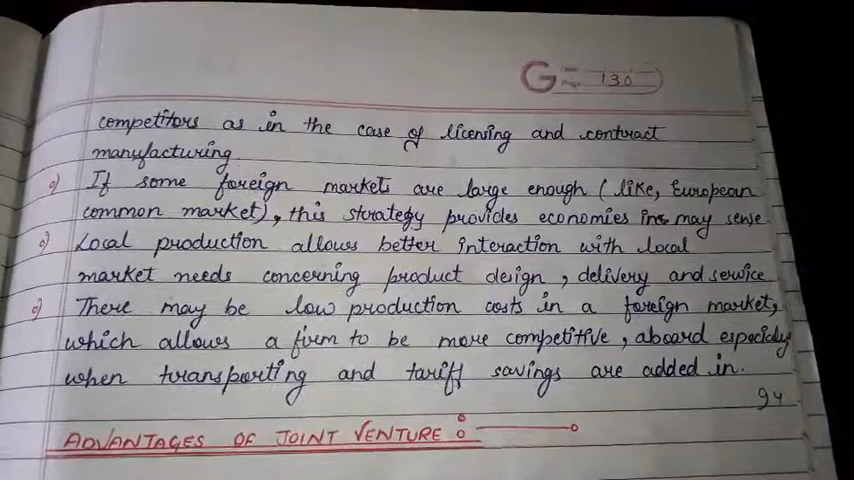 G Page 130
competitors as in the case of licensing and contract
manufacturing.
If some foreign markets are large enough (like, European
common market), this strategy provides economies in may sense
Local production allows better interaction with local
market needs concerning product design, delivery and service
There may be low production costs in a foreign market,
which allows a firm to be more competitive, aboard especially
when transporting and tariff savings are added in.
94
ADVANTAGES OF JOINT VENTURE :